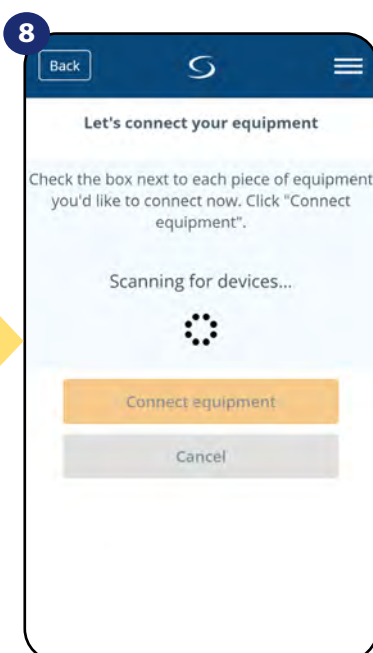 8
Back
Let's connect your equipment
Check the box next to each piece of equipment
you'd like to connect now. Click "Connect
equipment".
Scanning for devices...
Connect equipment
Cancel